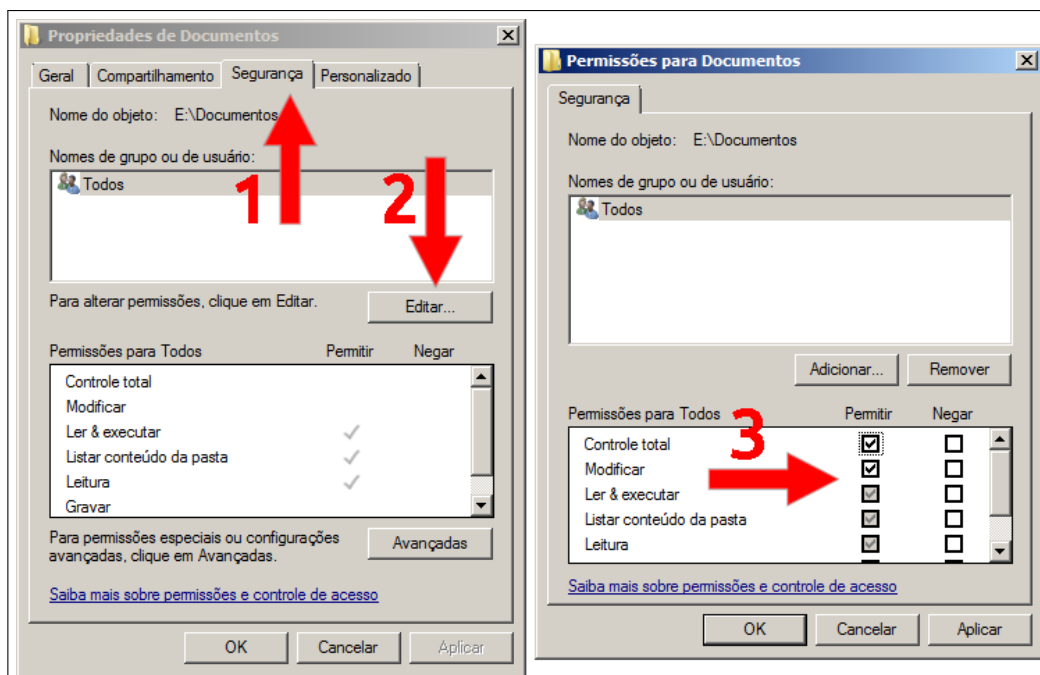 Propriedades de Documentos
Geral Compartilhamento Segurança Personalizado
Nome do objeto: E:\Documentos
Nomes de grupo ou de usuário:
Todos
1
2
Para alterar permissões, clique em Editar.
Editar...
Permissões para Todos Permitir Negar
Controle total
Modificar
Ler & executar
Listar conteúdo da pasta
Leitura
Gravar
Para permissões especiais ou configurações
avançadas, clique em Avançadas.
Avançadas
Saiba mais sobre permissões e controle de acesso
OK Cancelar Aplicar
Permissões para Documentos
Segurança
Nome do objeto: E:\Documentos
Nomes de grupo ou de usuário:
Todos
Adicionar... Remover
Permissões para Todos Permitir Negar
3
Controle total
Modificar
Ler & executar
Listar conteúdo da pasta
Leitura
Saiba mais sobre permissões e controle de acesso
OK Cancelar Aplicar